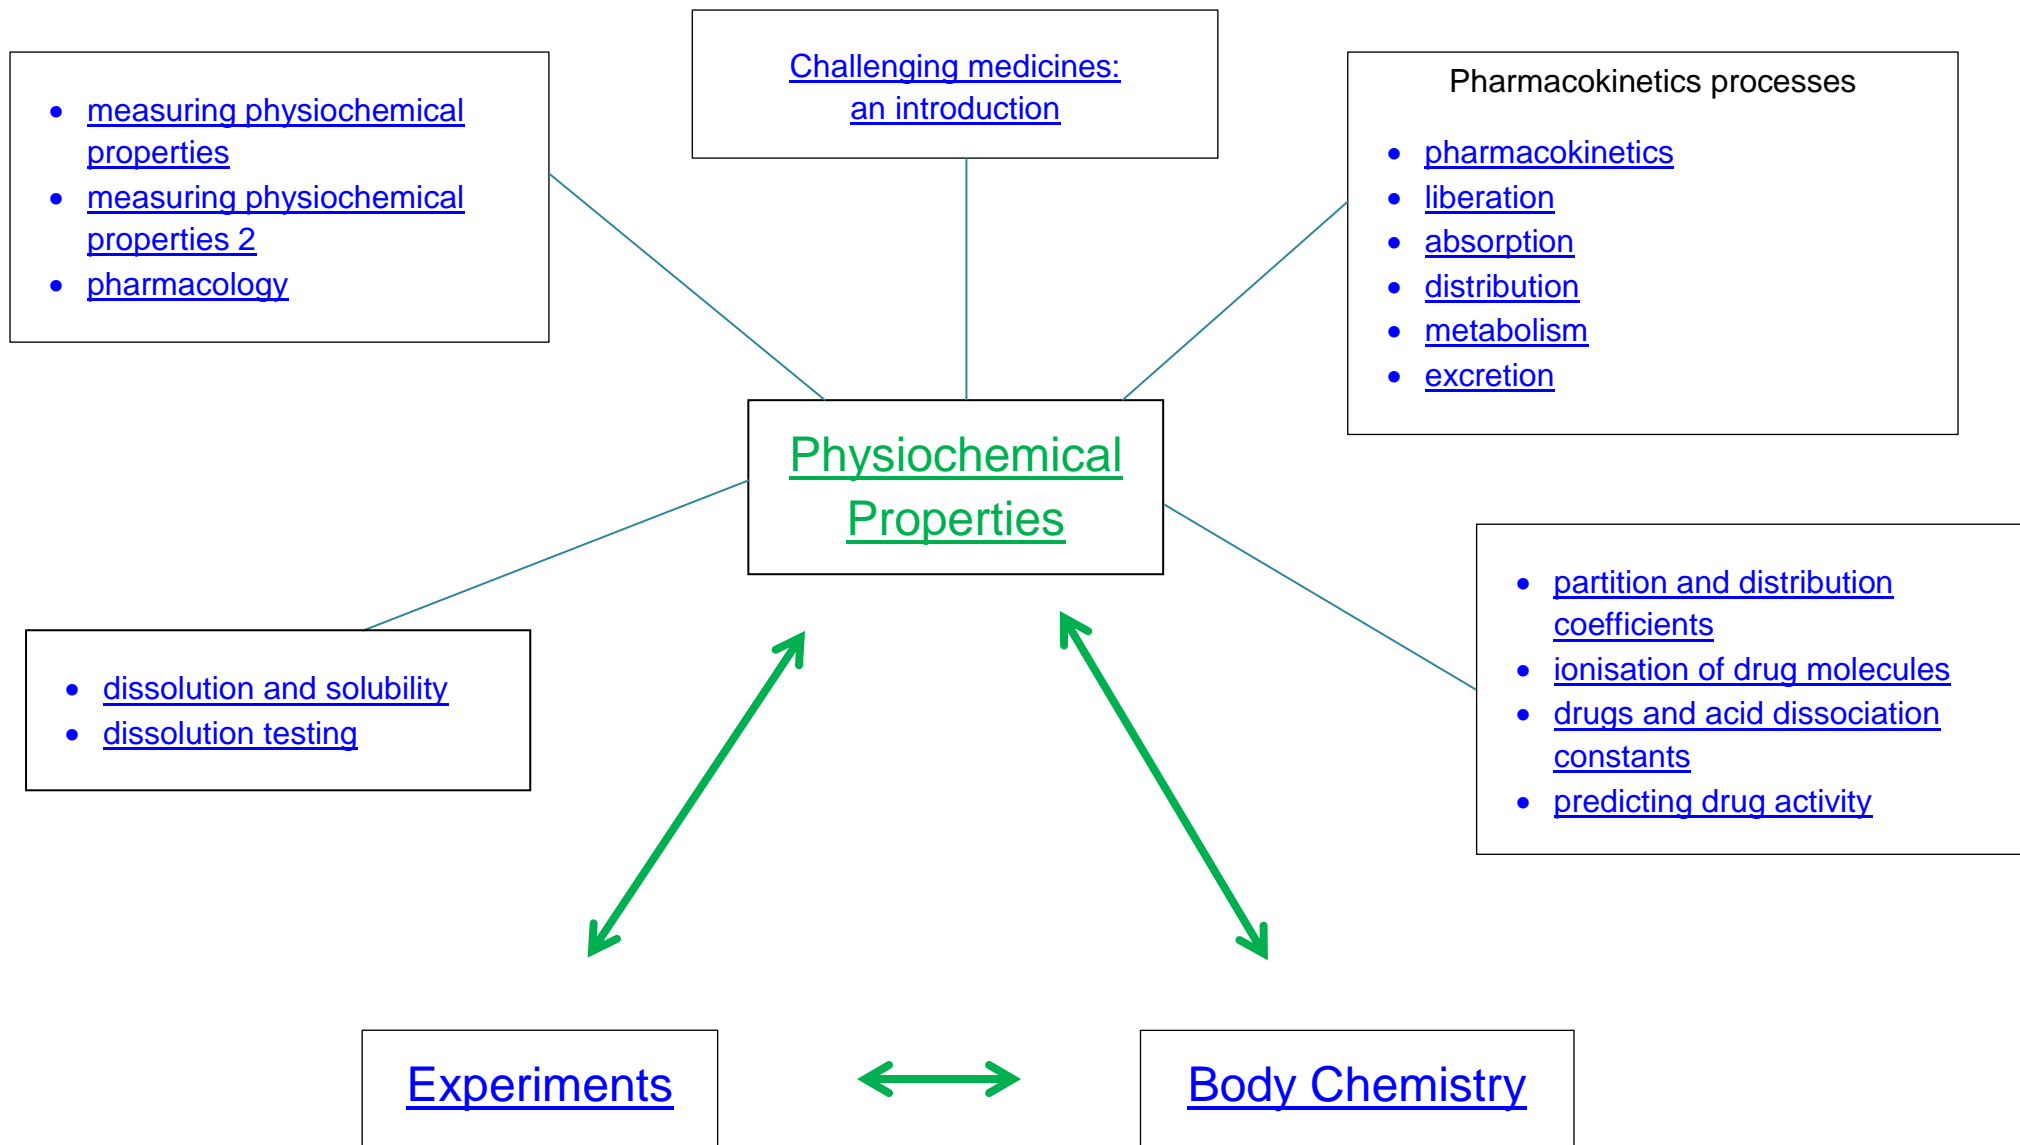 Challenging medicines:
an introduction
• measuring physiochemical
properties
• measuring physiochemical
properties 2
• pharmacology
Pharmacokinetics processes
• pharmacokinetics
• liberation
• absorption
• distribution
• metabolism
• excretion
Physiochemical
Properties
• dissolution and solubility
• dissolution testing
• partition and distribution
coefficients
• ionisation of drug molecules
• drugs and acid dissociation
constants
• predicting drug activity
Experiments
Body Chemistry